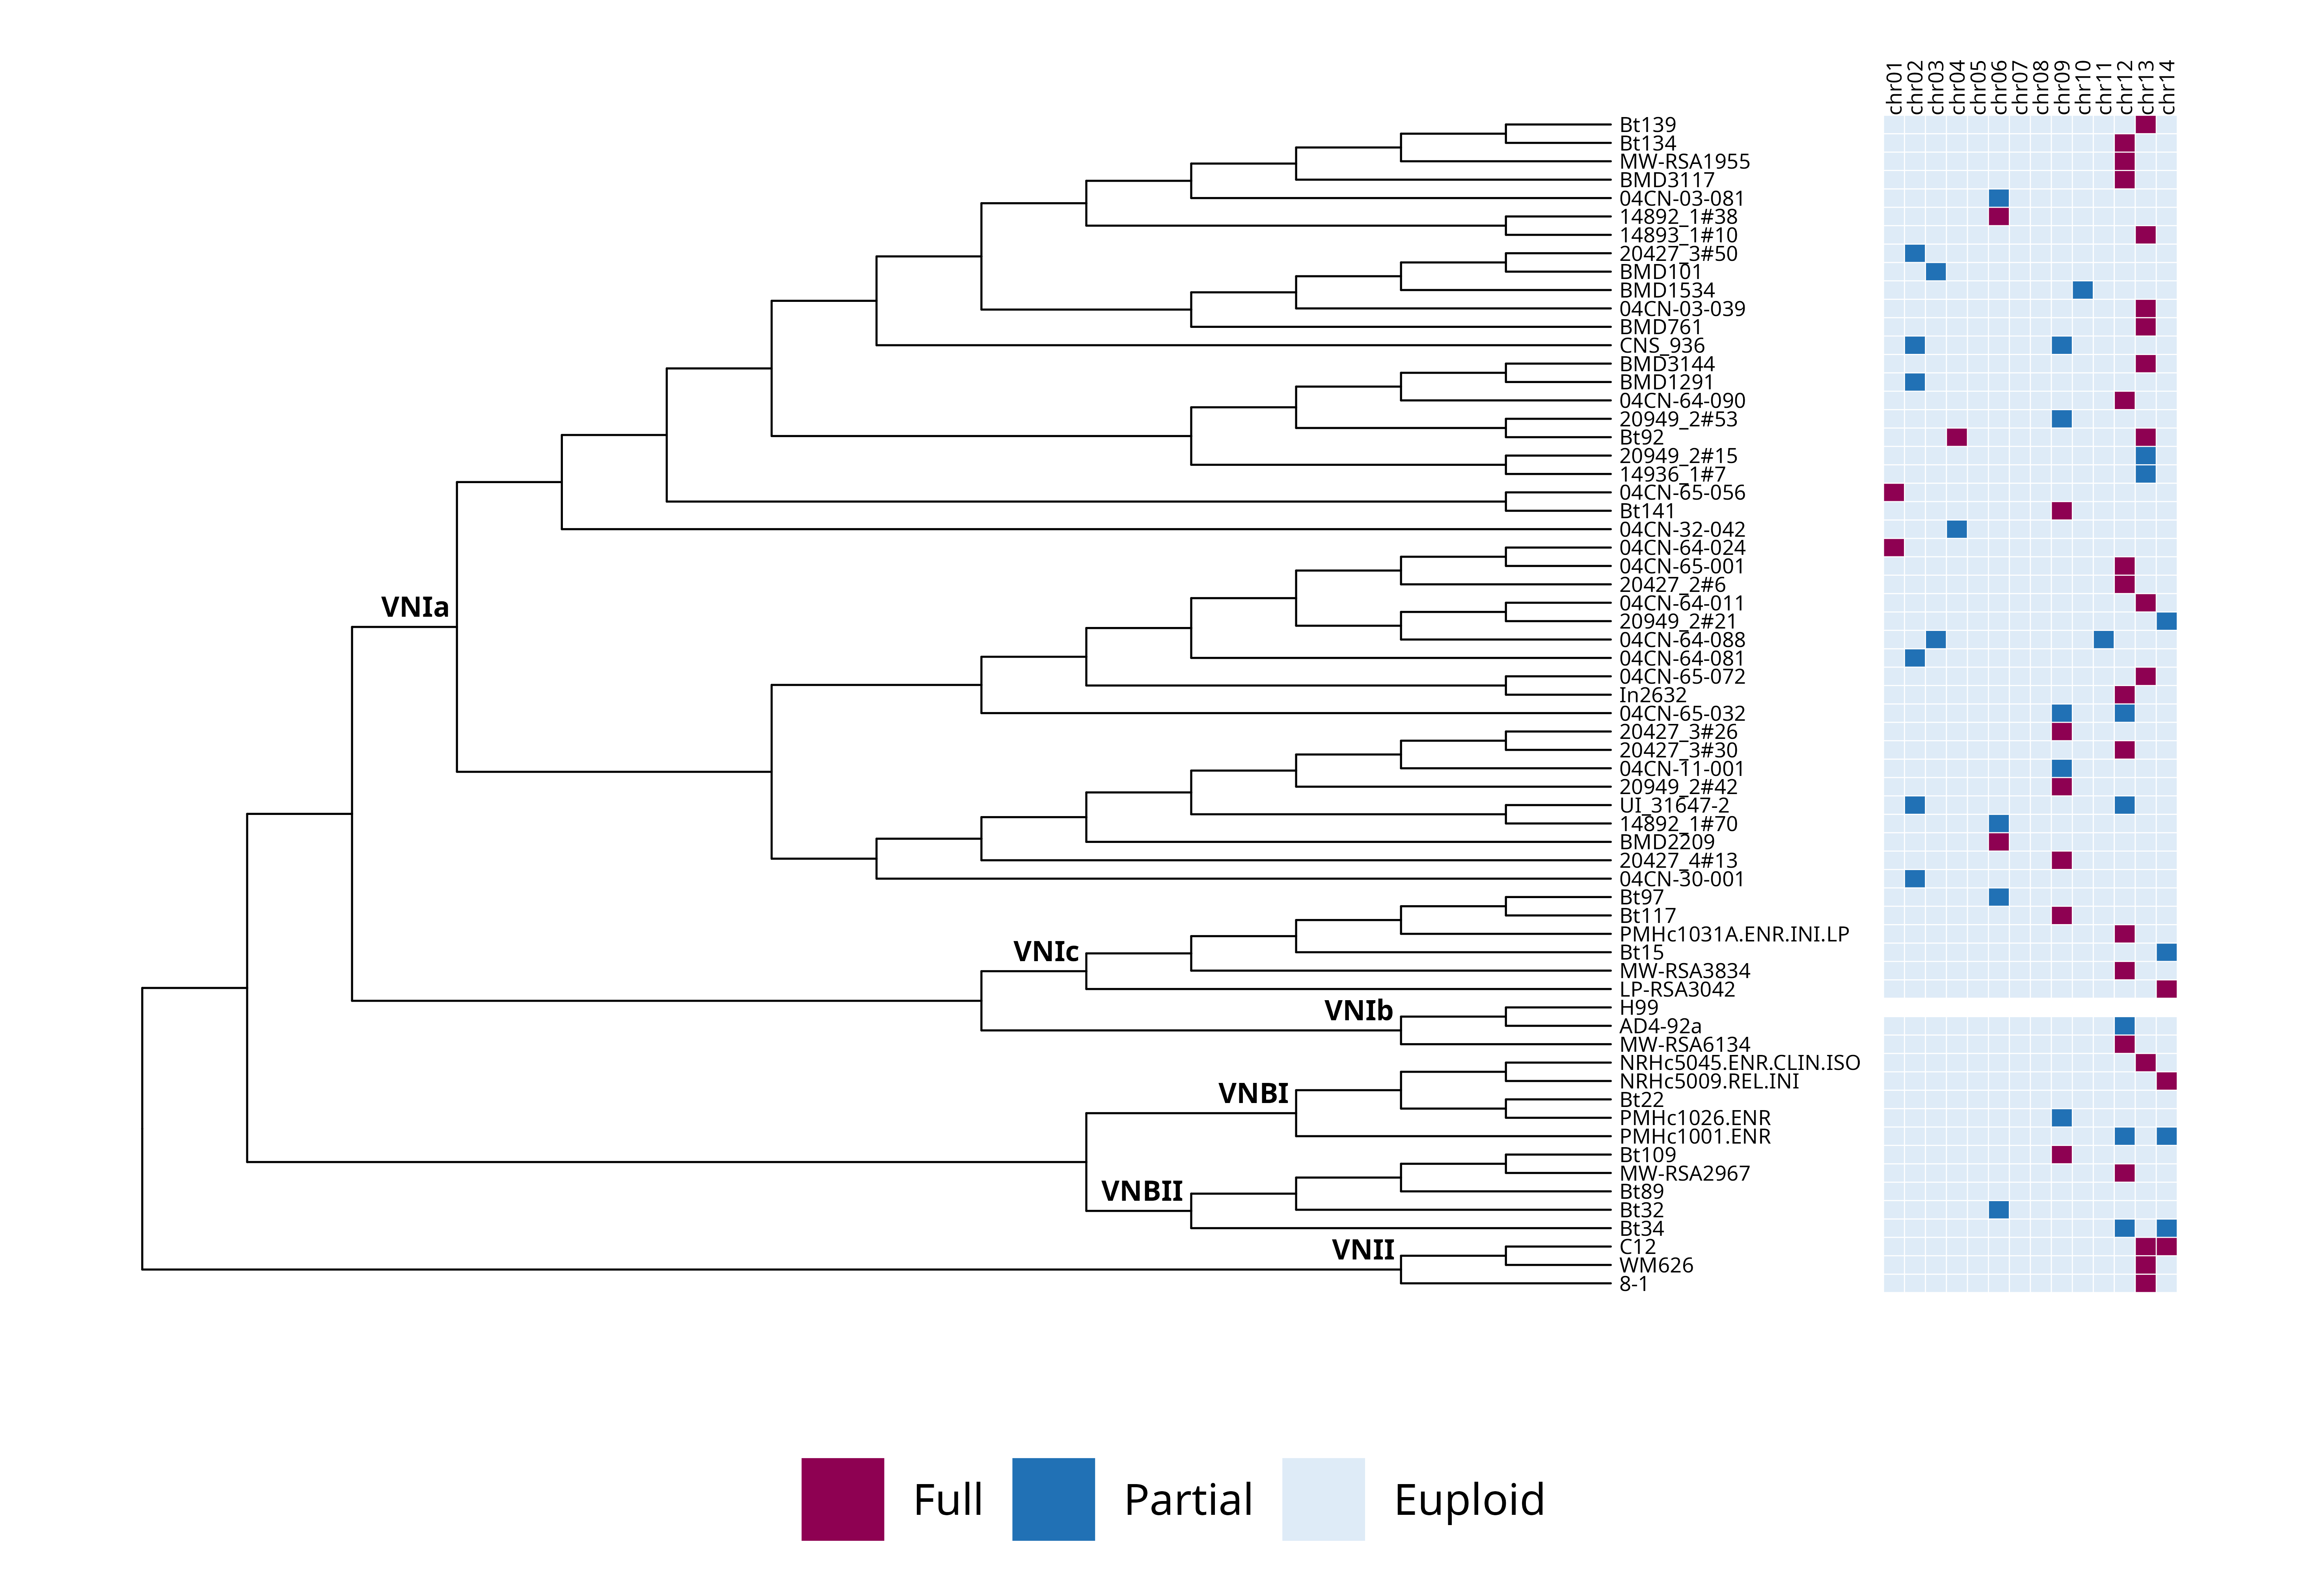 chr01
chr02
chr03
chr04
chr05
chr06
chr07
chr08
chr09
chr10
chr11
chr12
chr13
chr14
Bt139
Bt134
MW-RSA1955
BMD3117
04CN-03-081
14892_1#38
14893_1#10
20427_3#50
BMD101
BMD1534
04CN-03-039
BMD761
CNS_936
BMD3144
BMD1291
04CN-64-090
20949_2#53
Bt92
20949_2#15
14936_1#7
04CN-65-056
Bt141
04CN-32-042
04CN-64-024
04CN-65-001
20427_2#6
04CN-64-011
VNIa
20949_2#21
04CN-64-088
04CN-64-081
04CN-65-072
In2632
04CN-65-032
20427_3#26
20427_3#30
04CN-11-001
20949_2#42
UI_31647-2
14892_1#70
BMD2209
20427_4#13
04CN-30-001
Bt97
Bt117
PMHc1031A.ENR.INI.LP
VNIc
Bt15
MW-RSA3834
LP-RSA3042
H99
VNIb
AD4-92a
MW-RSA6134
NRHc5045.ENR.CLIN.ISO
NRHc5009.REL.INI
VNBI
Bt22
PMHc1026.ENR
PMHc1001.ENR
Bt109
MW-RSA2967
VNBII
Bt89
Bt32
Bt34
C12
VNII
WM626
8-1
Full
Partial
Euploid